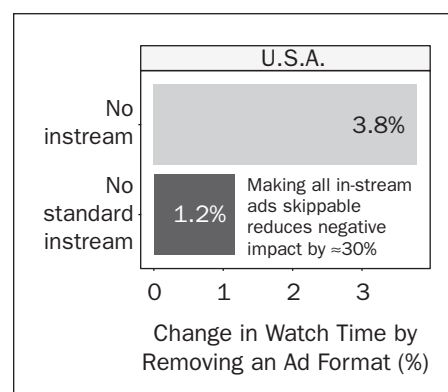 U.S.A.
No
instream
3.8%
No
standard
instream
1.2%
Making all in-stream
ads skippable
reduces negative
impact by ≈30%
0 1 2 3
Change in Watch Time by
Removing an Ad Format (%)